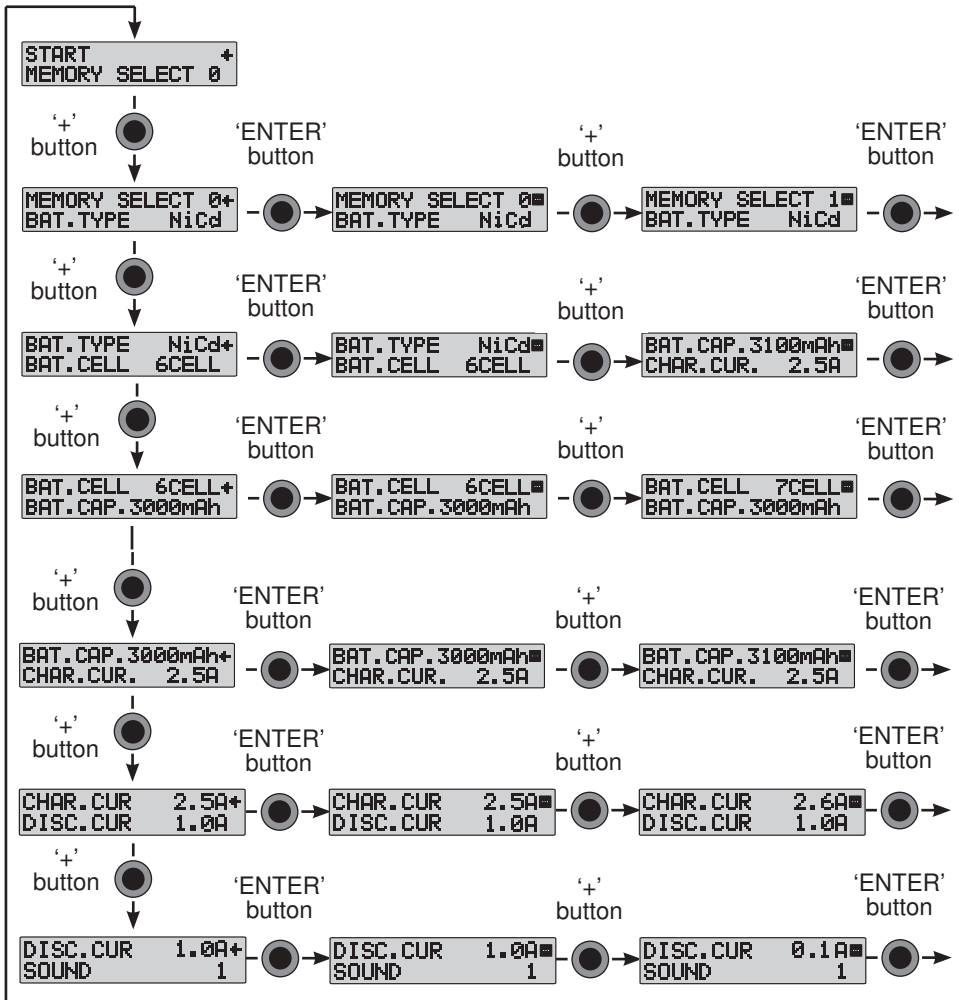 START
MEMORY SELECT 0
‘+’
button
‘ENTER’
button
‘+’
button
‘ENTER’
button
MEMORY SELECT 0
BAT.TYPE NiCd
MEMORY SELECT 0
BAT.TYPE NiCd
MEMORY SELECT 1
BAT.TYPE NiCd
‘+’
button
‘ENTER’
button
‘+’
button
‘ENTER’
button
BAT.TYPE NiCd
BAT.CELL 6CELL
BAT.TYPE NiCd
BAT.CELL 6CELL
BAT.CAP.3100mAh
CHAR.CUR. 2.5A
‘+’
button
‘ENTER’
button
‘+’
button
‘ENTER’
button
BAT.CELL 6CELL
BAT.CAP.3000mAh
BAT.CELL 6CELL
BAT.CAP.3000mAh
BAT.CELL 7CELL
BAT.CAP.3000mAh
‘+’
button
‘ENTER’
button
‘+’
button
‘ENTER’
button
BAT.CAP.3000mAh
CHAR.CUR. 2.5A
BAT.CAP.3000mAh
CHAR.CUR. 2.5A
BAT.CAP.3100mAh
CHAR.CUR. 2.5A
‘+’
button
‘ENTER’
button
‘+’
button
‘ENTER’
button
CHAR.CUR 2.5A
DISC.CUR 1.0A
CHAR.CUR 2.5A
DISC.CUR 1.0A
CHAR.CUR 2.6A
DISC.CUR 1.0A
‘+’
button
‘ENTER’
button
‘+’
button
‘ENTER’
button
DISC.CUR 1.0A
SOUND 1
DISC.CUR 1.0A
SOUND 1
DISC.CUR 0.1A
SOUND 1